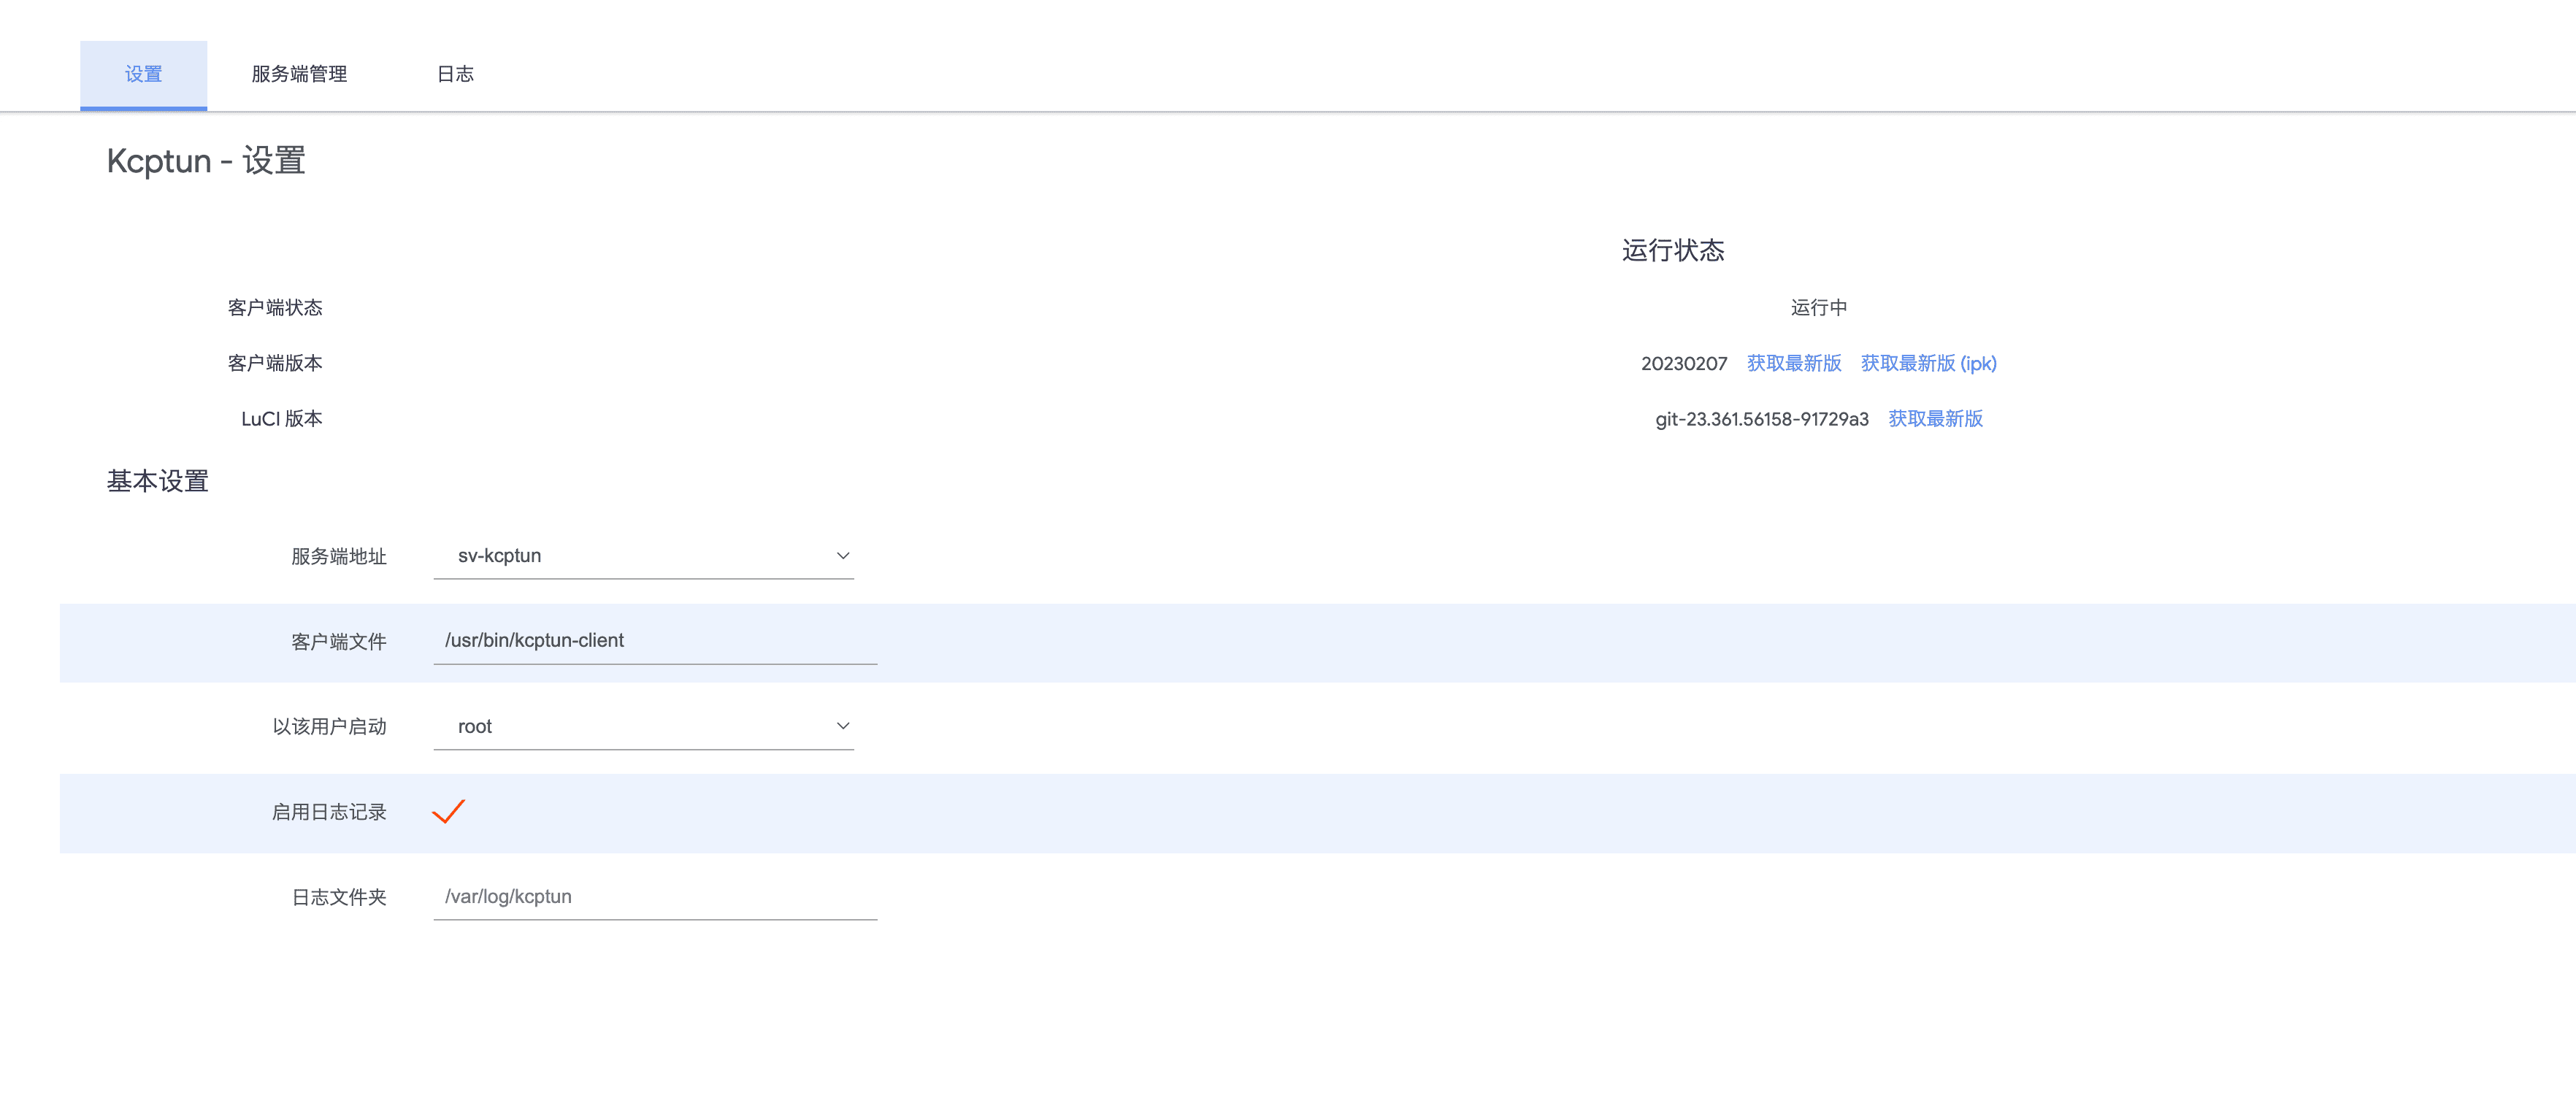 设置 服务端管理 日志
Kcptun - 设置
运行状态
客户端状态 运行中
客户端版本 20230207 获取最新版 获取最新版 (ipk)
LuCI 版本 git-23.361.56158-91729a3 获取最新版
基本设置
服务端地址 sv-kcptun
客户端文件 /usr/bin/kcptun-client
以该用户启动 root
启用日志记录
日志文件夹 /var/log/kcptun